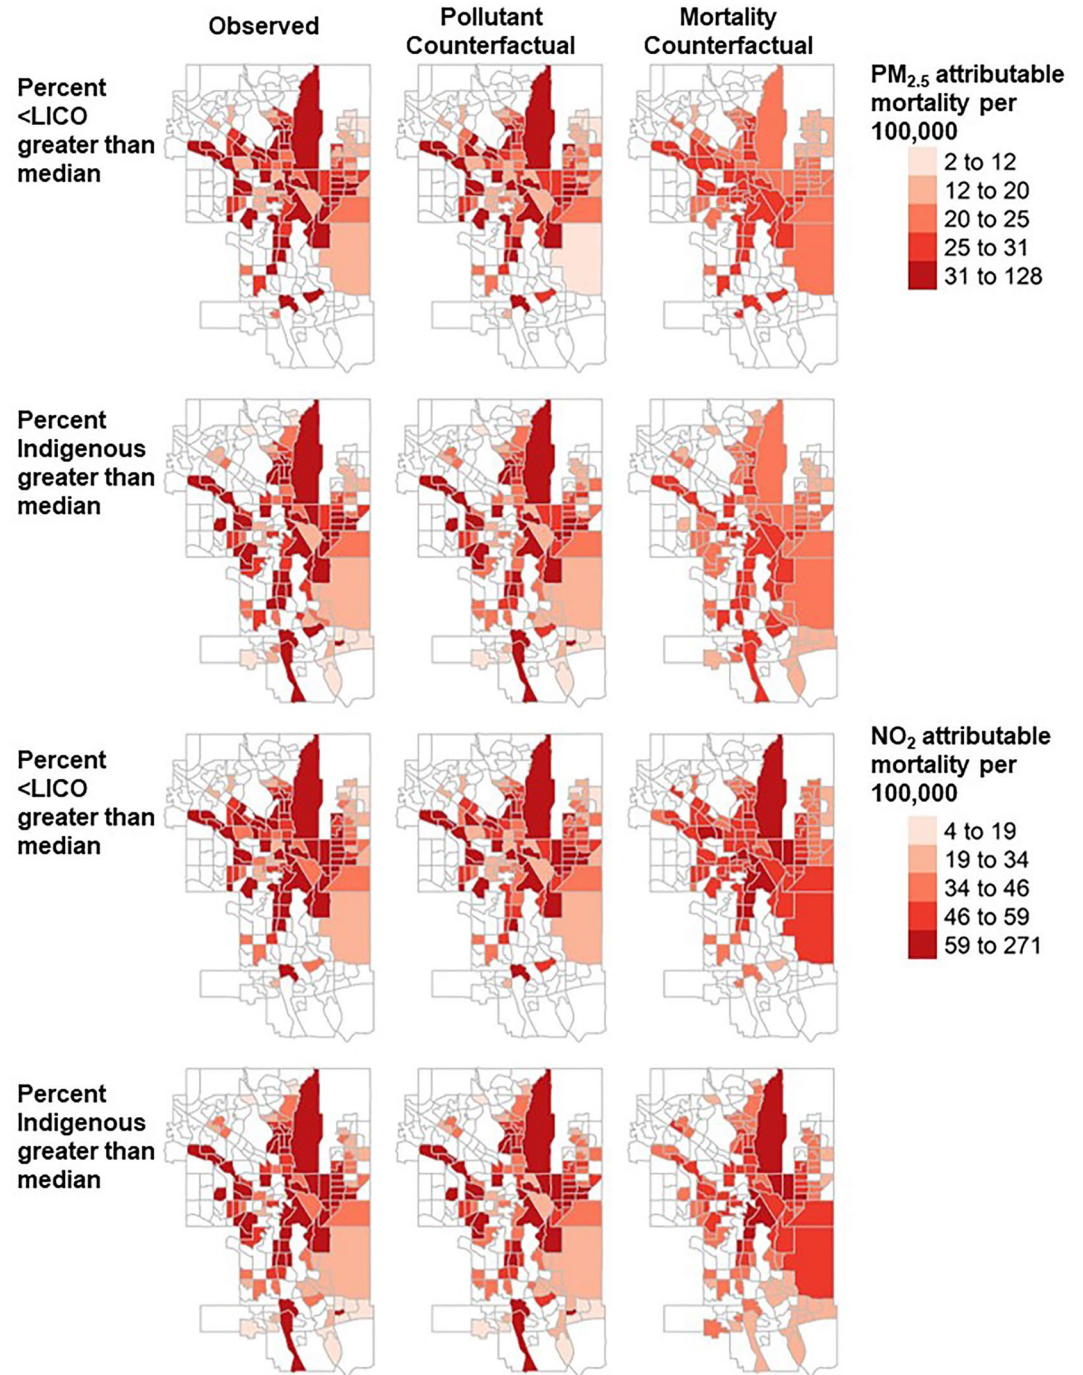 Observed
Pollutant
Counterfactual
Mortality
Counterfactual
Percent
<LICO
greater than
median
PM2.5 attributable
mortality per
100,000
2 to 12
12 to 20
20 to 25
25 to 31
31 to 128
Percent
Indigenous
greater than
median
Percent
<LICO
greater than
median
NO2 attributable
mortality per
100,000
4 to 19
19 to 34
34 to 46
46 to 59
59 to 271
Percent
Indigenous
greater than
median